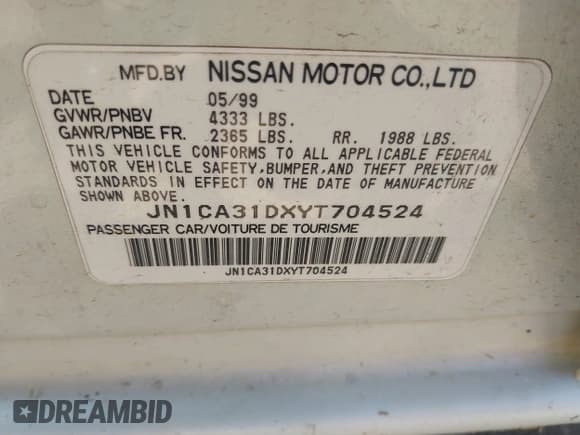 MFD.BY NISSAN MOTOR CO.,LTD
DATE 05/99
GVWR/PNBV 4333 LBS.
GAWR/PNBE FR. 2365 LBS. RR. 1988 LBS.
THIS VEHICLE CONFORMS TO ALL APPLICABLE FEDERAL
MOTOR VEHICLE SAFETY,BUMPER,AND THEFT PREVENTION
STANDARDS IN EFFECT ON THE DATE OF MANUFACTURE
SHOWN ABOVE.
JN1CA31DXYT704524
PASSENGER CAR/VOITURE DE TOURISME
JN1CA31DXYT704524
DREAMBID